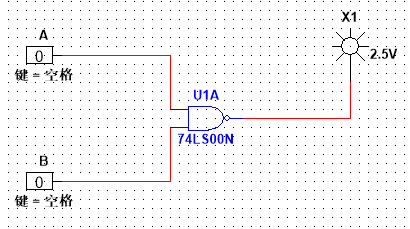 X1
A
0
2.5V
键 = 空格
U1A
74LS00N
B
0
键 = 空格